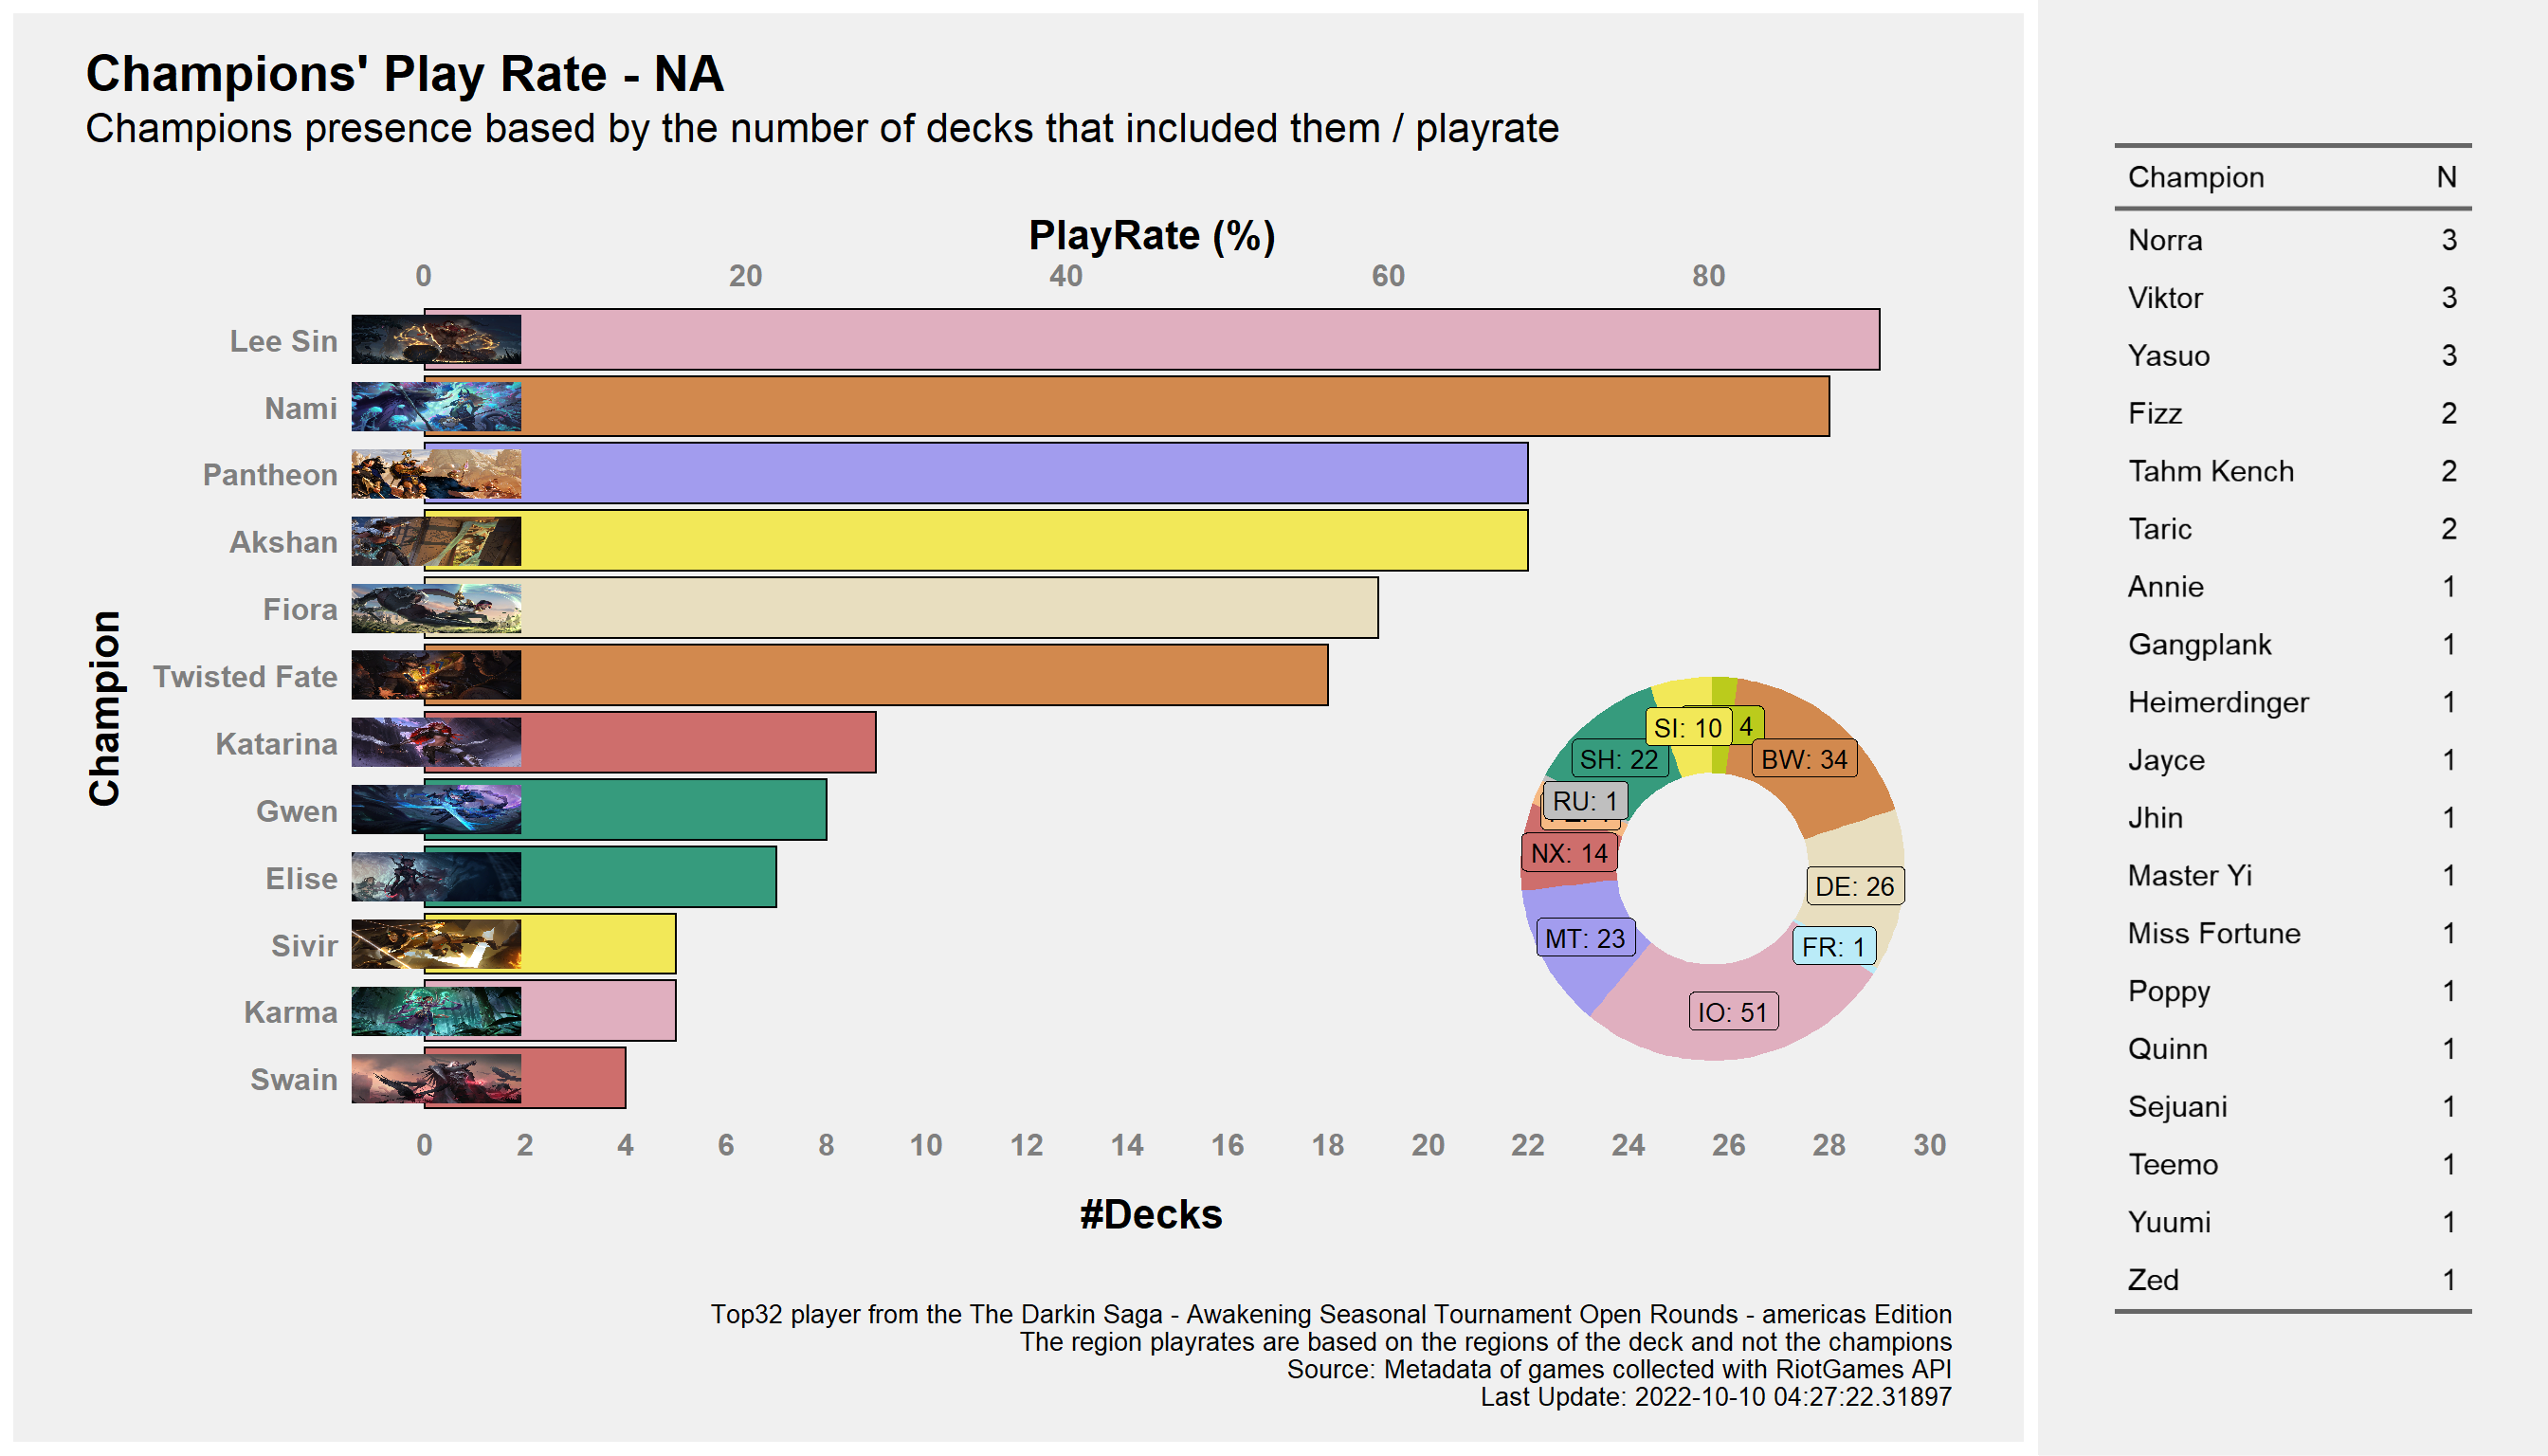 Champions' Play Rate - NA
Champions presence based by the number of decks that included them / playrate
PlayRate (%)
0 20 40 60 80
Champion
Lee Sin
Nami
Pantheon
Akshan
Fiora
Twisted Fate
Katarina
Gwen
Elise
Sivir
Karma
Swain
SI: 10
4
SH: 22
BW: 34
RU: 1
NX: 14
DE: 26
MT: 23
FR: 1
IO: 51
0 2 4 6 8 10 12 14 16 18 20 22 24 26 28 30
#Decks
Top32 player from the The Darkin Saga - Awakening Seasonal Tournament Open Rounds - americas Edition
The region playrates are based on the regions of the deck and not the champions
Source: Metadata of games collected with RiotGames API
Last Update: 2022-10-10 04:27:22.31897
Champion N
Norra 3
Viktor 3
Yasuo 3
Fizz 2
Tahm Kench 2
Taric 2
Annie 1
Gangplank 1
Heimerdinger 1
Jayce 1
Jhin 1
Master Yi 1
Miss Fortune 1
Poppy 1
Quinn 1
Sejuani 1
Teemo 1
Yuumi 1
Zed 1